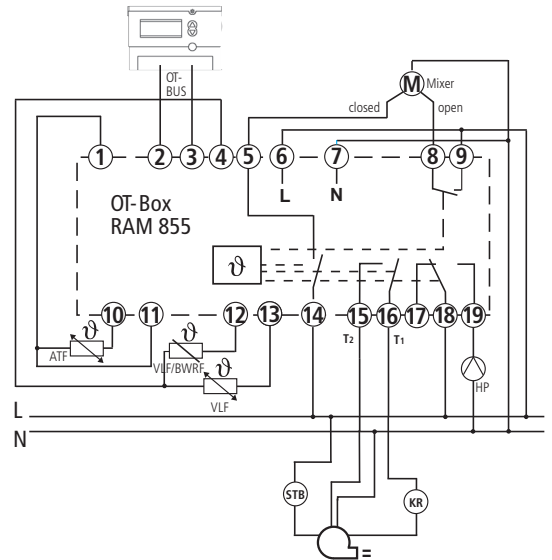 OT-
BUS
M Mixer
closed open
1 2 3 4 5 6 7 8 9
L N
OT-Box
RAM 855
ϑ
10 11 12 13 14 15 16 17 18 19
ϑ ϑ ϑ
T2 T1
ATF VLF/BWRF VLF HP
L
N
STB KR
=